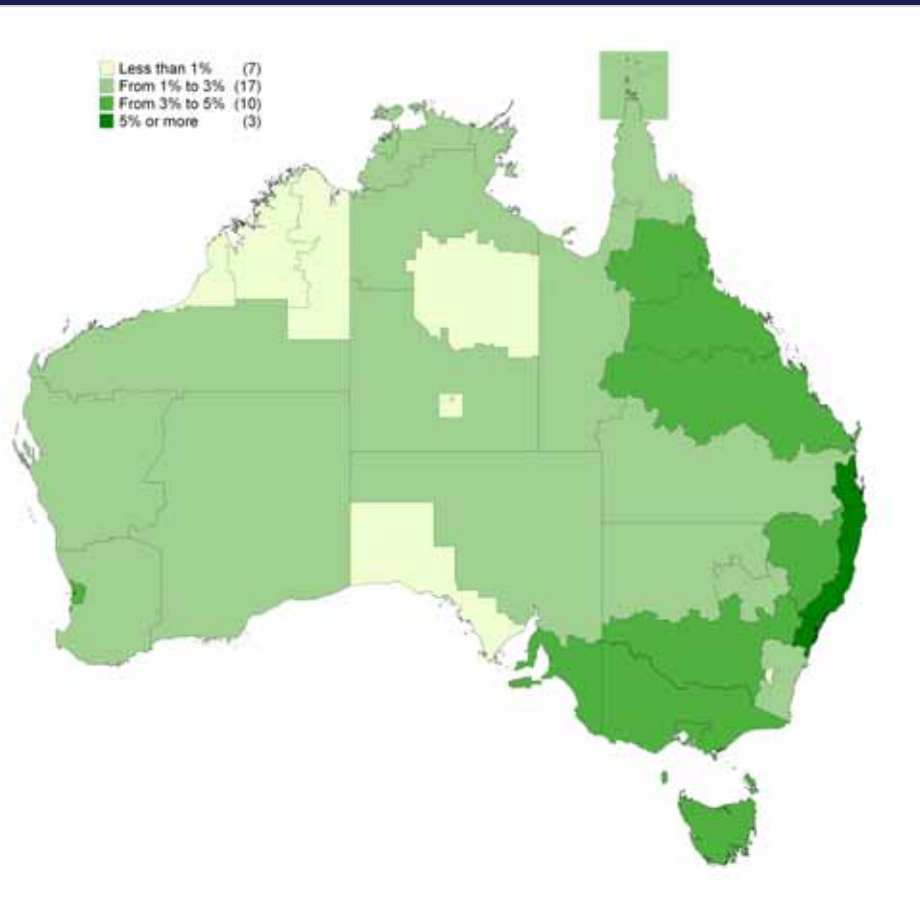 Less than 1% (7)
From 1% to 3% (17)
From 3% to 5% (10)
5% or more (3)